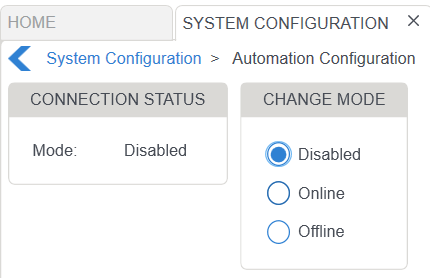 HOME
SYSTEM CONFIGURATION
System Configuration > Automation Configuration
CONNECTION STATUS
Mode: Disabled
CHANGE MODE
Disabled
Online
Offline